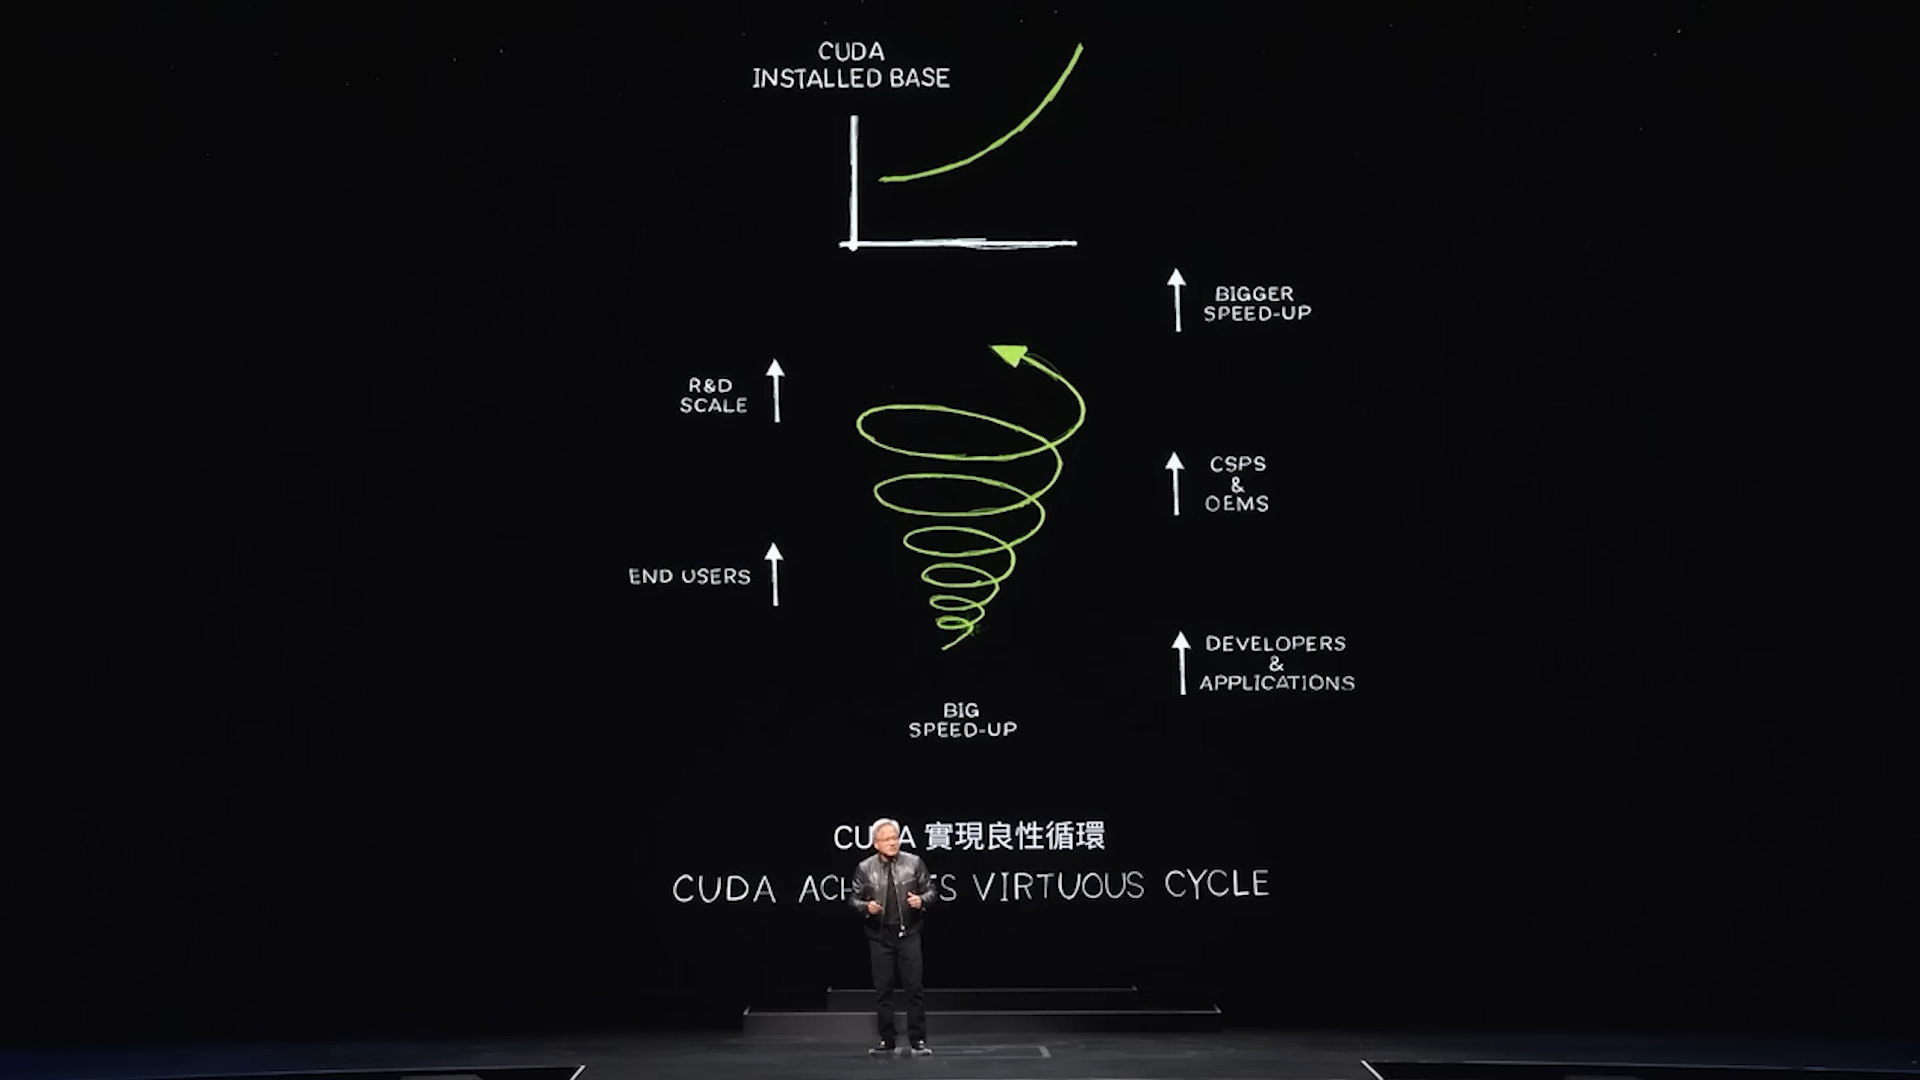 CUDA
INSTALLED BASE
BIGGER
SPEED-UP
R&D
SCALE
CSPS
&
OEMS
END USERS
DEVELOPERS
&
APPLICATIONS
BIG
SPEED-UP
實現良性循環
CUDA VIRTUOUS CYCLE